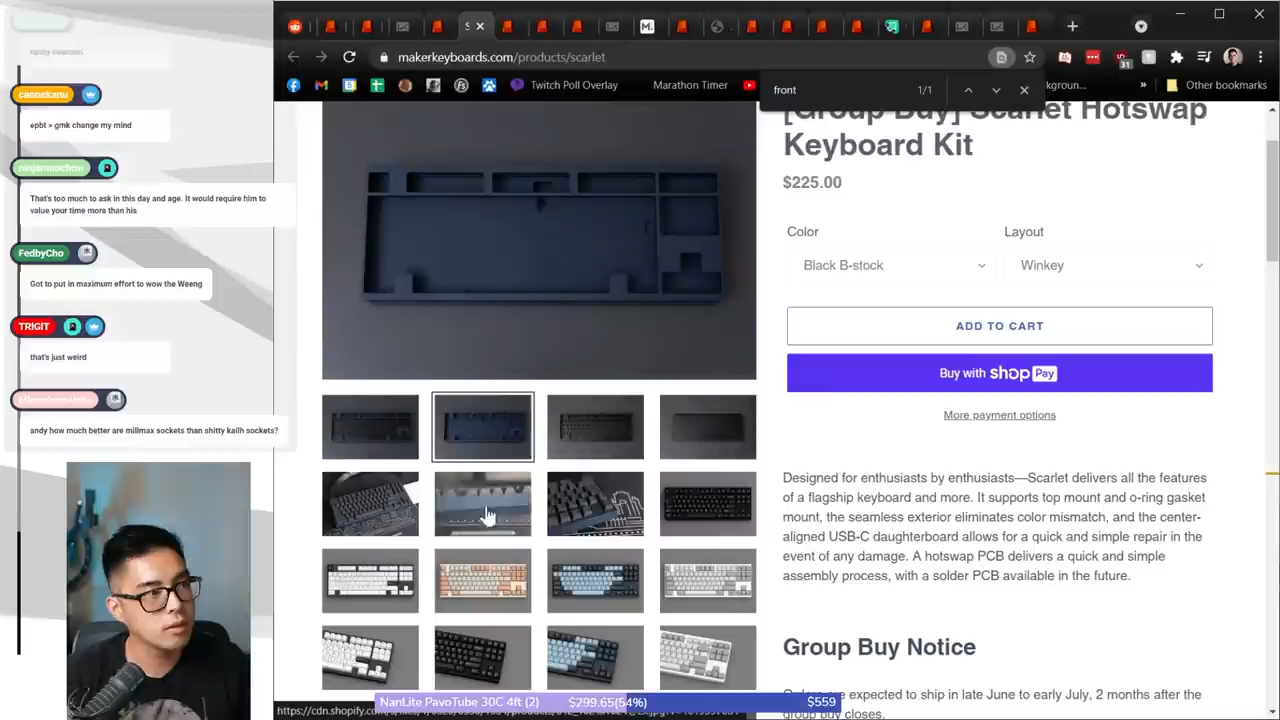 makerkeyboards.com/products/scarlet
31
Twitch Poll Overlay
Marathon Timer
kgroun...
»
Other bookmarks
front
1/1
[Group Buy] Scarlet Hotswap
Keyboard Kit
$225.00
Color
Layout
Black B-stock
Winkey
ADD TO CART
Buy with shop Pay
More payment options
Designed for enthusiasts by enthusiasts—Scarlet delivers all the features
of a flagship keyboard and more. It supports top mount and o-ring gasket
mount, the seamless exterior eliminates color mismatch, and the center-
aligned USB-C daughterboard allows for a quick and simple repair in the
event of any damage. A hotswap PCB delivers a quick and simple
assembly process, with a solder PCB available in the future.
Group Buy Notice
Orders are expected to ship in late June to early July, 2 months after the
group buy closes.
canoekanu
epbt > gmk change my mind
That's too much to ask in this day and age. It would require him to
value your time more than his
FedbyCho
Got to put in maximum effort to wow the Weeng
TRIGIT
that's just weird
andy how much better are millmax sockets than shitty kailh sockets?
NanLite PavoTube 30C 4ft (2)
$299.65(54%)
$559